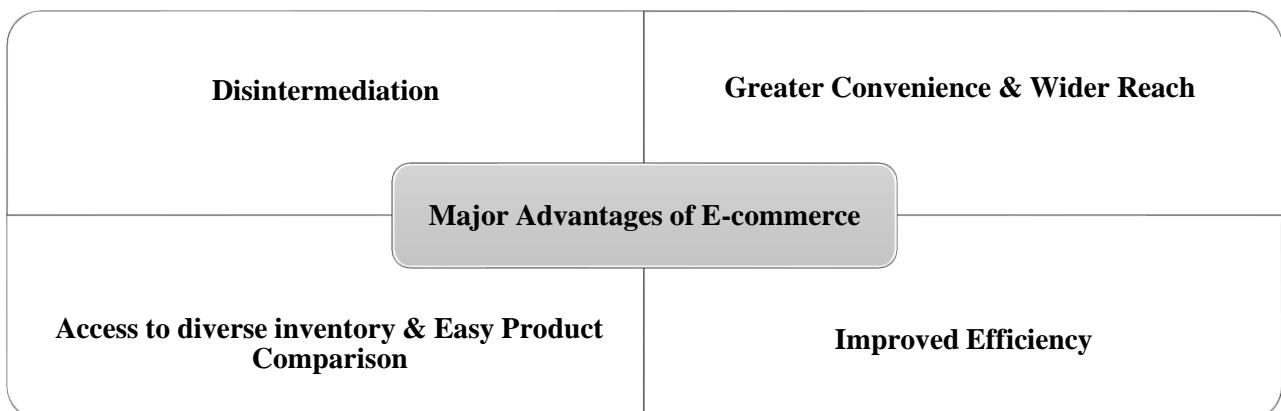 Disintermediation
Greater Convenience & Wider Reach
Major Advantages of E-commerce
Access to diverse inventory & Easy Product
Comparison
Improved Efficiency